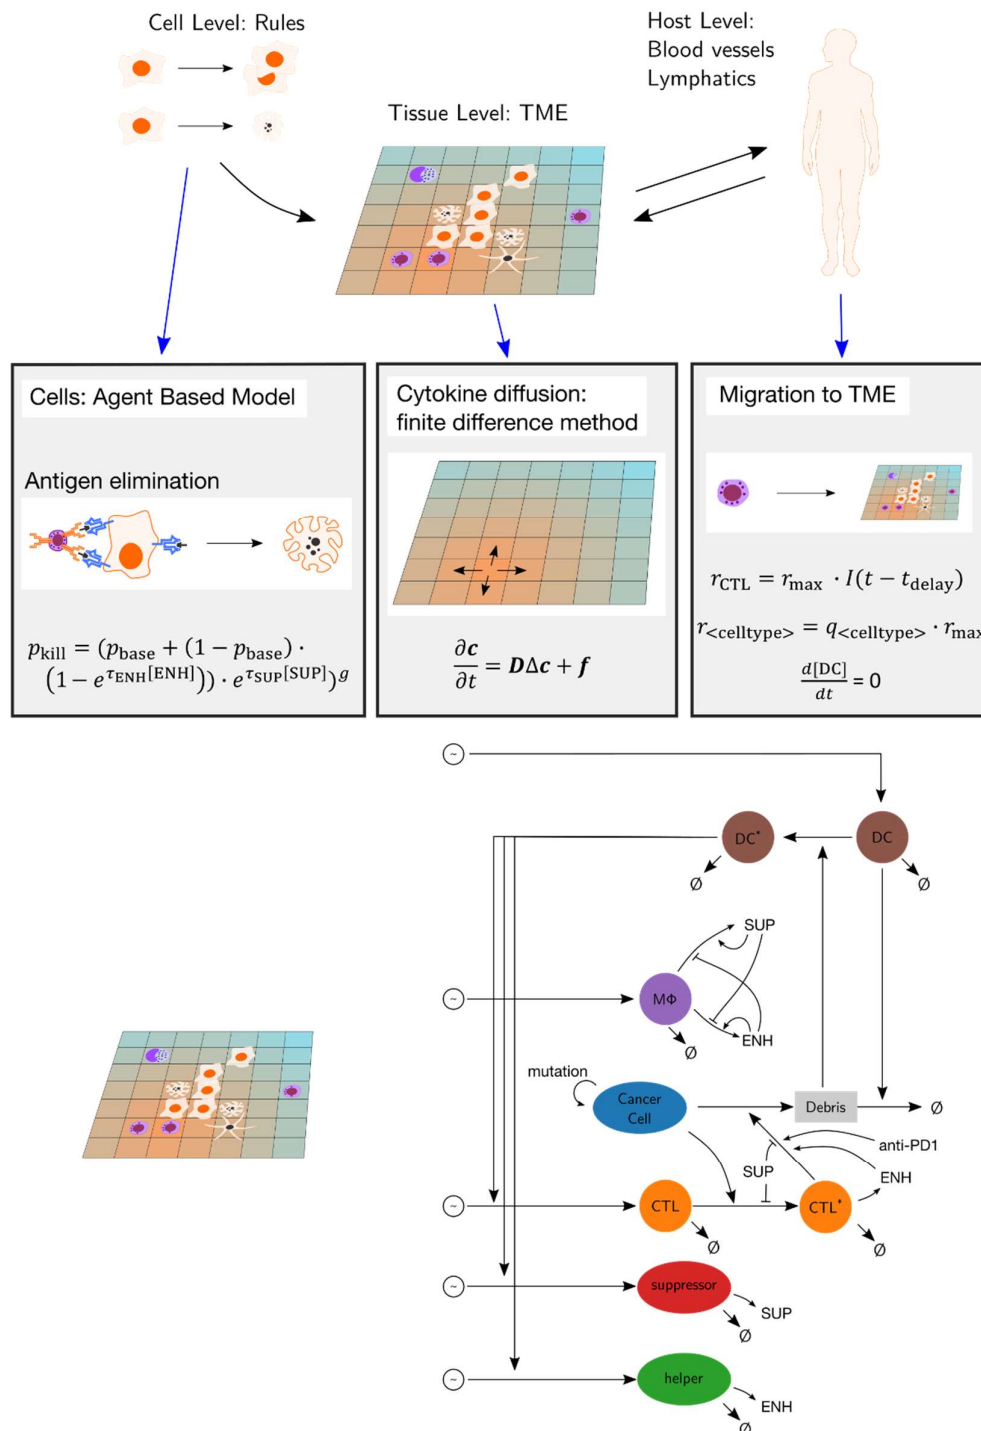 Cell Level: Rules
Host Level:
Blood vessels
Lymphatics
Tissue Level: TME
Cells: Agent Based Model
Antigen elimination
p_kill = (p_base + (1 − p_base) ·
(1 − e^{τ_ENH[ENH]})) · e^{τ_SUP[SUP]})^g
Cytokine diffusion:
finite difference method
∂c/∂t = DΔc + f
Migration to TME
r_CTL = r_max · I(t − t_delay)
r_<celltype> = q_<celltype> · r_max
d[DC]/dt = 0
~
DC*
DC
Ø
Ø
SUP
~
MΦ
ENH
Ø
mutation
Cancer
Cell
Debris
Ø
anti-PD1
SUP
ENH
~
CTL
CTL*
Ø
Ø
~
suppressor
SUP
Ø
~
helper
ENH
Ø